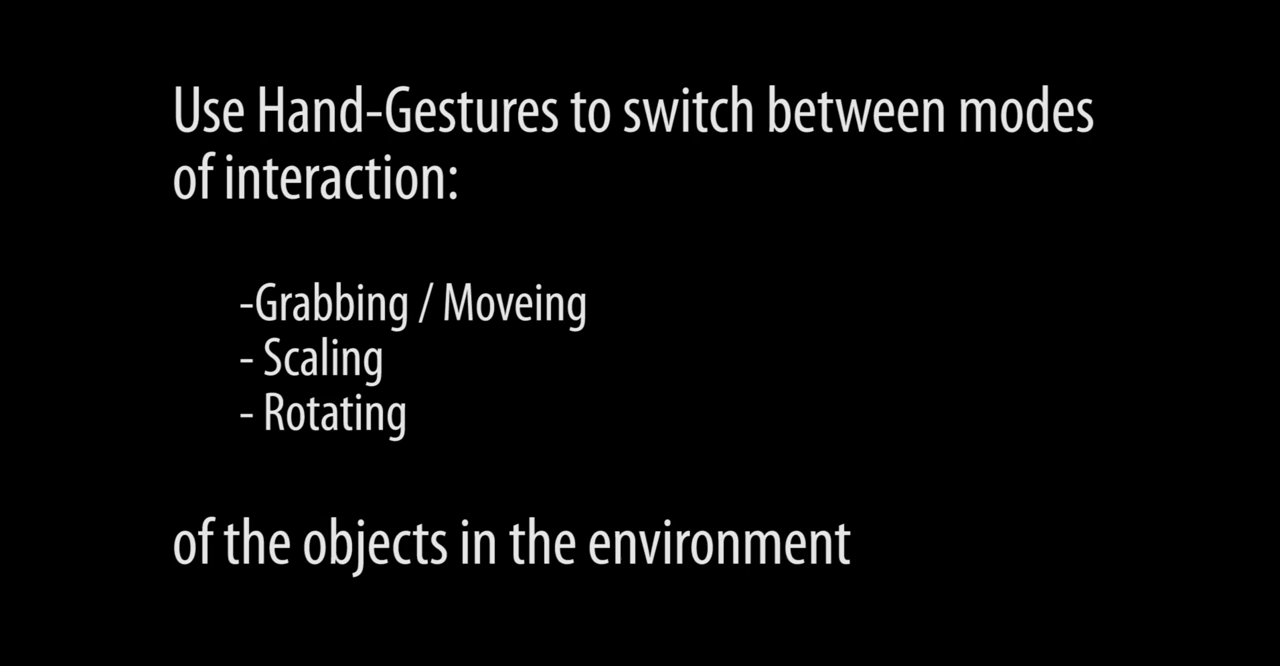 Use Hand-Gestures to switch between modes
of interaction:
-Grabbing / Moveing
- Scaling
- Rotating
of the objects in the environment